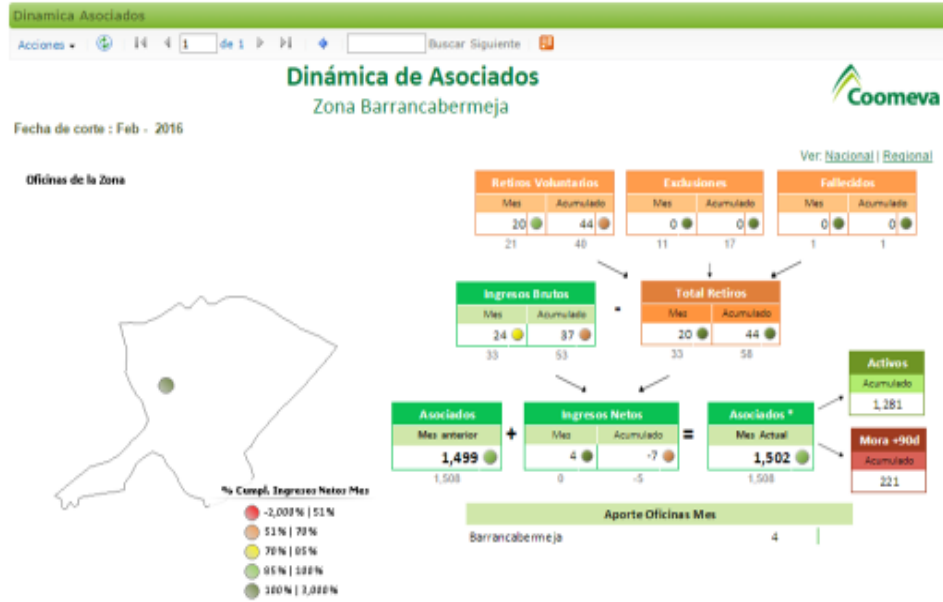 Dinamica Asociados
Acciones 1 de 1 Buscar Siguiente
Dinámica de Asociados
Zona Barrancabermeja
Coomeva
Fecha de corte : Feb - 2016
Ver: Nacional | Regional
Oficinas de la Zona
Retiros Voluntarios Exclusiones Fallecidos
Mes Acumulado Mes Acumulado Mes Acumulado
20 44 0 0 0 0
21 40 11 17 1 1
Ingresos Brutos - Total Retiros
Mes Acumulado Mes Acumulado
24 37 20 44
33 53 33 58
Activos
Acumulado
1,281
Asociados + Ingresos Netos = Asociados *
Mes anterior Mes Acumulado Mes Actual
1,499 4 -7 1,502
1,508 0 -5 1,508
Mora +90d
Acumulado
221
% Cumpl. Ingresos Netos Mes
-2,000% | 51%
51% | 70%
70% | 85%
85% | 100%
100% | 3,000%
Aporte Oficinas Mes
Barrancabermeja 4